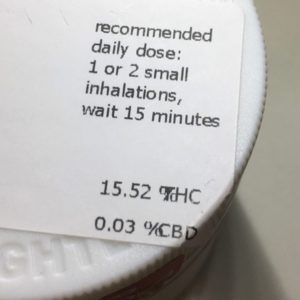 recommended
daily dose:
1 or 2 small
inhalations,
wait 15 minutes
15.52 %THC
0.03 %CBD